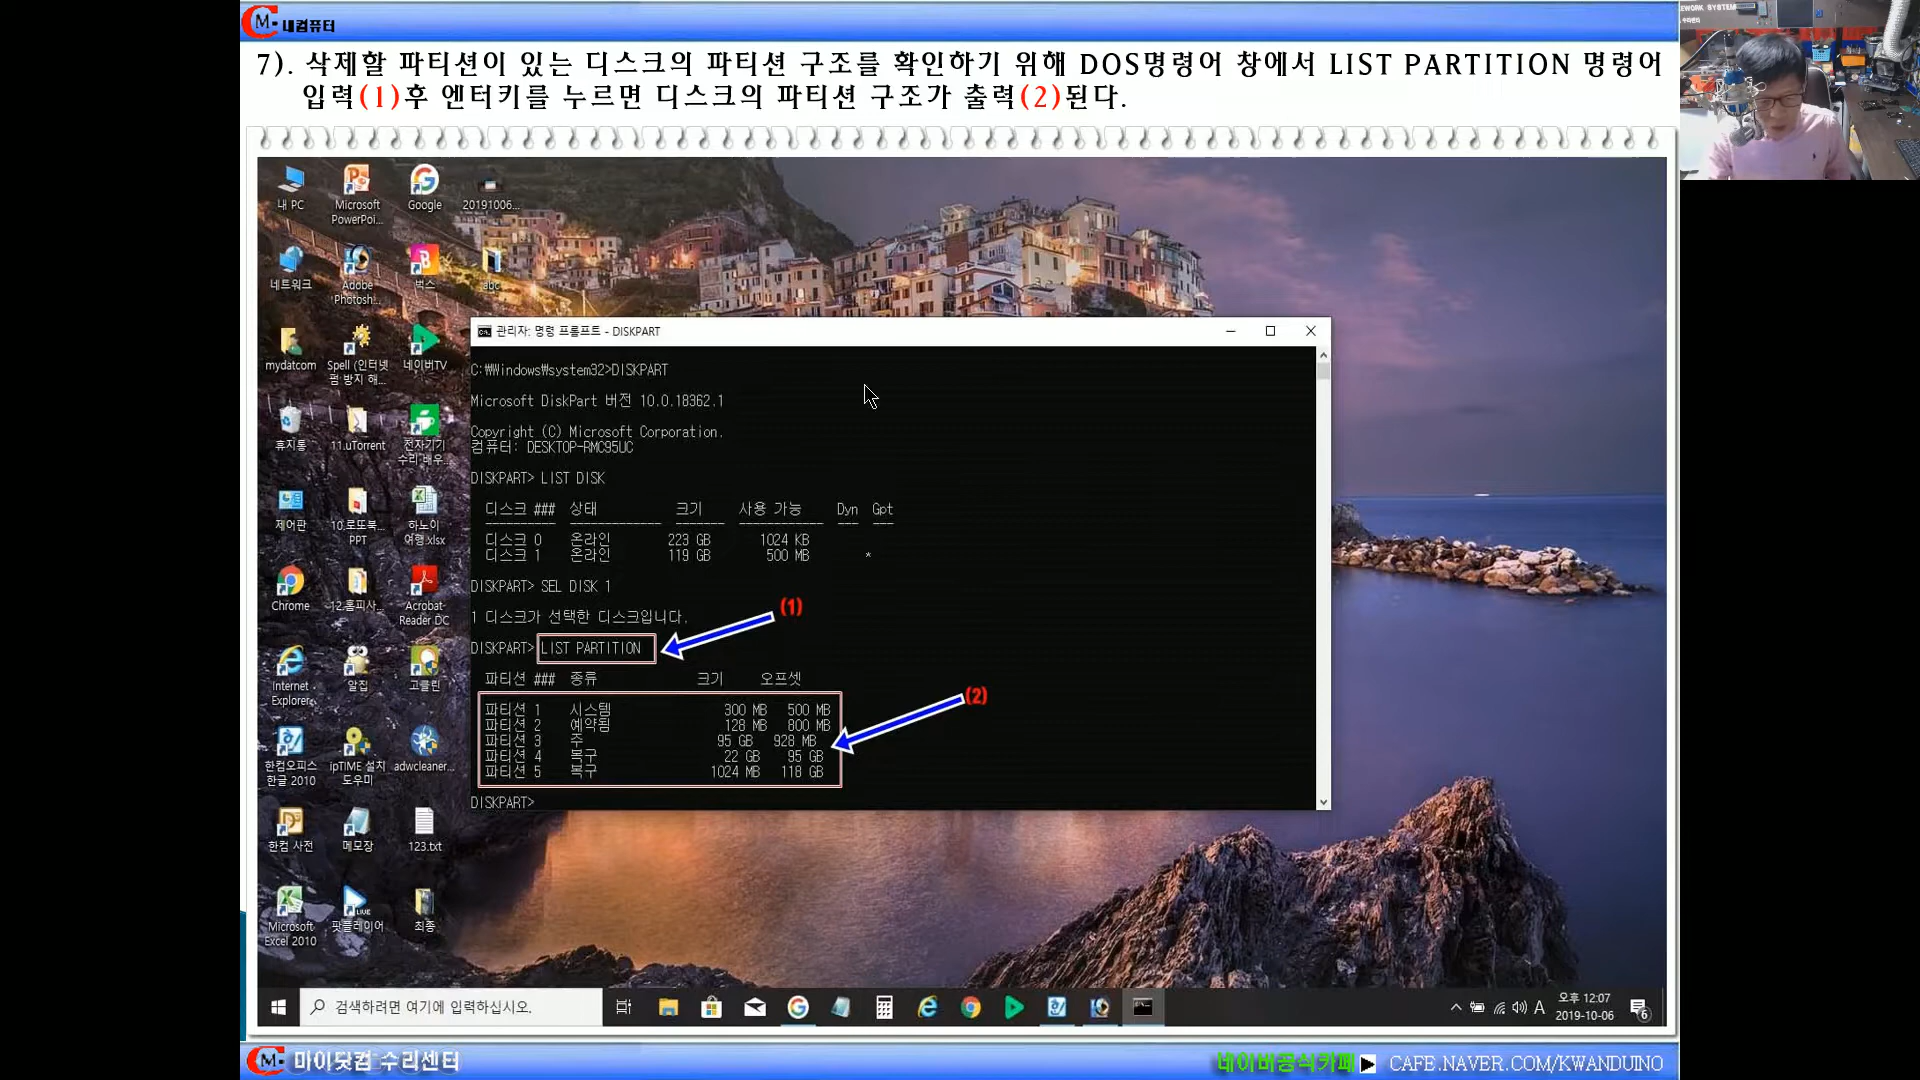 내컴퓨터
7). 삭제할 파티션이 있는 디스크의 파티션 구조를 확인하기 위해 DOS명령어 창에서 LIST PARTITION 명령어
입력(1)후 엔터키를 누르면 디스크의 파티션 구조가 출력(2)된다.
내 PC
Microsoft PowerPoi...
Google
20191006...
네트워크
Adobe Photosh...
벅스
abc
mydatcom
Spell (인터넷 펌 방지 해...
네이버TV
휴지통
11.uTorrent
전자기기 수리 배우...
제어판
10.로또북... PPT
하노이 여행.xlsx
Chrome
12.홈피사...
Acrobat Reader DC
Internet Explorer
알집
고클린
한컴오피스 한글 2010
ipTIME 설치 도우미
adwcleaner...
한컴 사전
메모장
123.txt
Microsoft Excel 2010
팟플레이어
최종
관리자: 명령 프롬프트 - DISKPART
C:\Windows\system32>DISKPART
Microsoft DiskPart 버전 10.0.18362.1
Copyright (C) Microsoft Corporation.
컴퓨터: DESKTOP-RMC95UC
DISKPART> LIST DISK
디스크 ### 상태 크기 사용 가능 Dyn Gpt
---------- ------------- ------- ------------ --- ---
디스크 0 온라인 223 GB 1024 KB
디스크 1 온라인 119 GB 500 MB *
DISKPART> SEL DISK 1
1 디스크가 선택한 디스크입니다.
(1)
DISKPART> LIST PARTITION
파티션 ### 종류 크기 오프셋
(2)
파티션 1 시스템 300 MB 500 MB
파티션 2 예약됨 128 MB 800 MB
파티션 3 주 95 GB 928 MB
파티션 4 복구 22 GB 95 GB
파티션 5 복구 1024 MB 118 GB
DISKPART>
검색하려면 여기에 입력하십시오.
A
오후 12:07
2019-10-06
6
마이닷컴 수리센터
네이버공식카페 ▶ CAFE.NAVER.COM/KWANDUINO